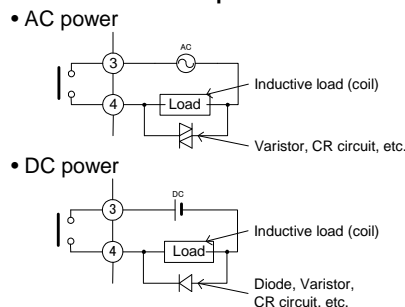 • AC power
AC
3
Inductive load (coil)
4
Load
Varistor, CR circuit, etc.
• DC power
DC
3
Inductive load (coil)
4
Load
Diode, Varistor,
CR circuit, etc.